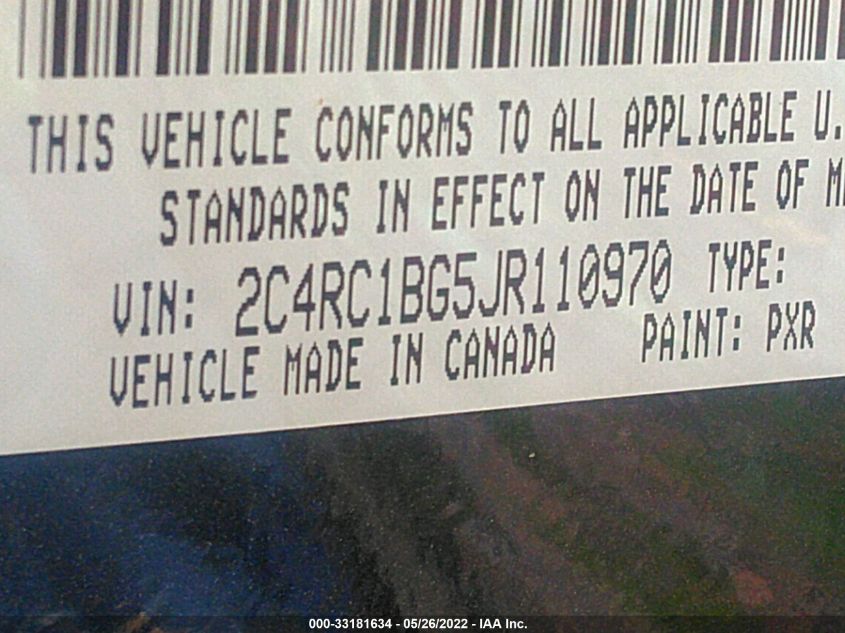 THIS VEHICLE CONFORMS TO ALL APPLICABLE U.
STANDARDS IN EFFECT ON THE DATE OF
VIN: 2C4RC1BG5JR110970 TYPE:
VEHICLE MADE IN CANADA PAINT: PXR
000-33181634 - 05/26/2022 - IAA Inc.